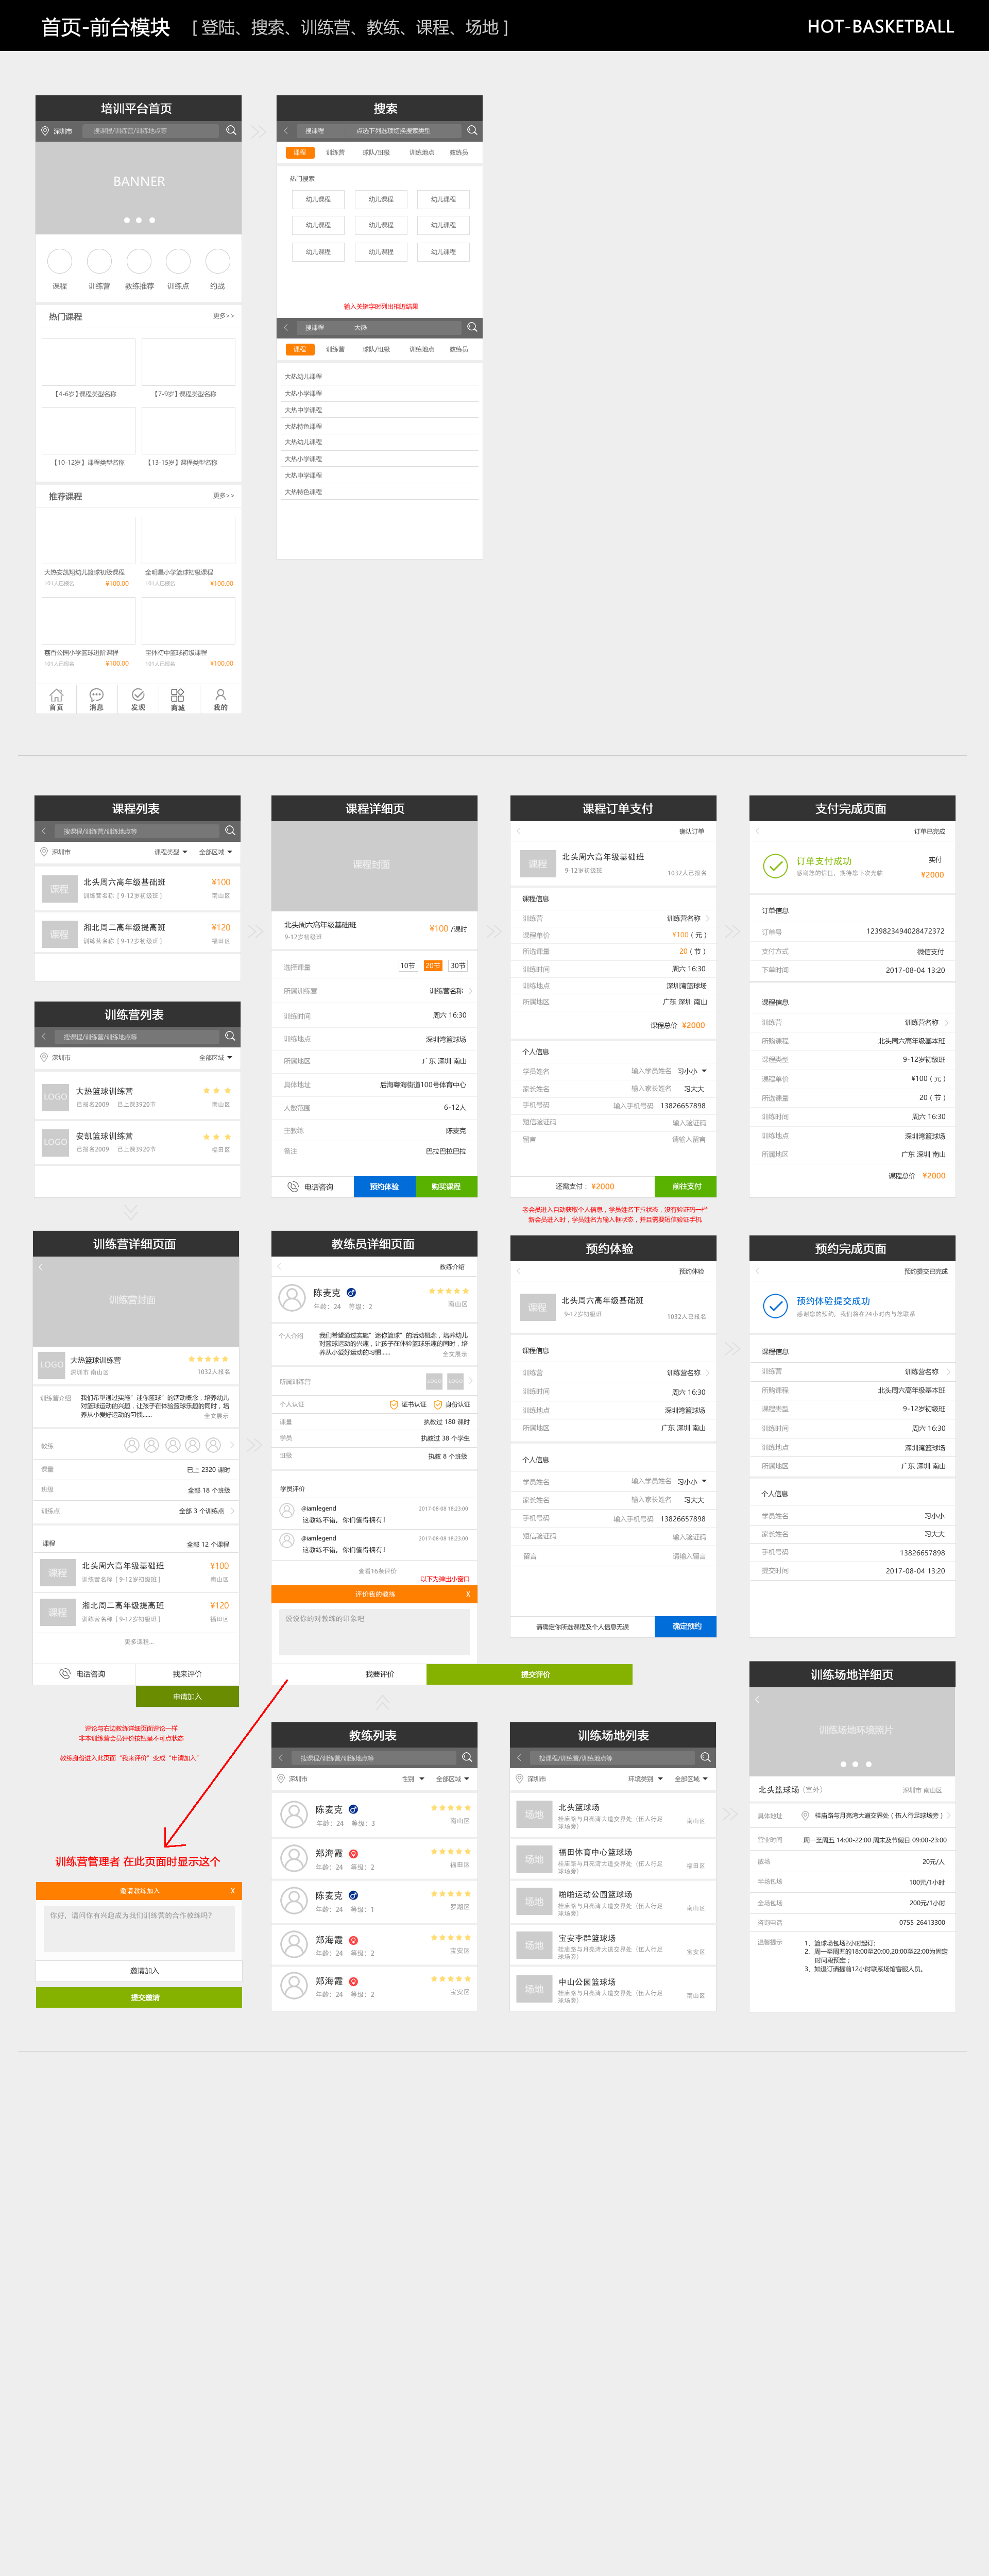 首页-前台模块 [ 登陆、搜索、训练营、教练、课程、场地 ] HOT-BASKETBALL
培训平台首页
深圳市 搜课程/训练营/训练地点等
BANNER
课程 训练营 教练推荐 训练点 约战
热门课程 更多>>
【4-6岁】课程类型名称 【7-9岁】课程类型名称
【10-12岁】课程类型名称 【13-15岁】课程类型名称
推荐课程 更多>>
大热安凯翔幼儿篮球初级课程 全明星小学篮球初级课程
101人已报名 ¥100.00 101人已报名 ¥100.00
荔香公园小学篮球进阶课程 宝体初中篮球初级课程
101人已报名 ¥100.00 101人已报名 ¥100.00
首页 消息 发现 商城 我的
搜索
搜课程 点选下列选项切换搜索类型
课程 训练营 球队/班级 训练地点 教练员
热门搜索
幼儿课程 幼儿课程 幼儿课程
幼儿课程 幼儿课程 幼儿课程
幼儿课程 幼儿课程 幼儿课程
输入关键字时列出相近结果
搜课程 大热
课程 训练营 球队/班级 训练地点 教练员
大热幼儿课程
大热小学课程
大热中学课程
大热特色课程
大热幼儿课程
大热小学课程
大热中学课程
大热特色课程
课程列表
搜课程/训练营/训练地点等
深圳市 课程类型 全部区域
课程 北头周六高年级基础班 ¥100
训练营名称 [ 9-12岁初级班 ] 南山区
课程 湘北周二高年级提高班 ¥120
训练营名称 [ 9-12岁初级班 ] 福田区
训练营列表
搜课程/训练营/训练地点等
深圳市 全部区域
LOGO 大热篮球训练营
已报名2009 已上课3920节 南山区
LOGO 安凯篮球训练营
已报名2009 已上课3920节 福田区
课程详细页
课程封面
北头周六高年级基础班 ¥100 /课时
9-12岁初级班
选择课量 10节 20节 30节
所属训练营 训练营名称
训练时间 周六 16:30
训练地点 深圳湾篮球场
所属地区 广东 深圳 南山
具体地址 后海毒海街道100号体育中心
人数范围 6-12人
主教练 陈麦克
备注 巴拉巴拉巴拉
电话咨询 预约体验 购买课程
课程订单支付
确认订单
课程 北头周六高年级基础班
9-12岁初级班 1032人已报名
课程信息
训练营 训练营名称
课程单价 ¥100 ( 元 )
所选课量 20 ( 节 )
训练时间 周六 16:30
训练地点 深圳湾篮球场
所属地区 广东 深圳 南山
课程总价 ¥2000
个人信息
学员姓名 输入学员姓名 习小小
家长姓名 输入家长姓名 习大大
手机号码 输入手机号码 13826657898
短信验证码 输入验证码
留言 请输入留言
还需支付： ¥2000 前往支付
老会员进入自动获取个人信息，学员姓名下拉状态，没有验证码一栏
新会员进入时，学员姓名为输入框状态，并且需要短信验证手机
支付完成页面
订单已完成
订单支付成功 实付
感谢您的信任，期待您下次光临 ¥2000
订单信息
订单号 1239823494028472372
支付方式 微信支付
下单时间 2017-08-04 13:20
课程信息
训练营 训练营名称
所购课程 北头周六高年级基本班
课程类型 9-12岁初级班
课程单价 ¥100 ( 元 )
所选课量 20 ( 节 )
训练时间 周六 16:30
训练地点 深圳湾篮球场
所属地区 广东 深圳 南山
课程总价 ¥2000
训练营详细页面
训练营封面
LOGO 大热篮球训练营
深圳市 南山区 1032人报名
训练营介绍 我们希望通过实施”迷你篮球”的活动概念，培养幼儿
对篮球运动的兴趣，让孩子在体验篮球乐趣的同时，培
养从小爱好运动的习惯...... 全文展示
教练
课量 已上 2320 课时
班级 全部 18 个班级
训练点 全部 3 个训练点
课程 全部 12 个课程
课程 北头周六高年级基础班 ¥100
训练营名称 [ 9-12岁初级班 ] 南山区
课程 湘北周二高年级提高班 ¥120
训练营名称 [ 9-12岁初级班 ] 福田区
更多课程...
电话咨询 我来评价
申请加入
评论与右边教练详细页面评论一样
非本训练营会员评价按钮呈不可点状态
教练身份进入此页面“我来评价”变成“申请加入”
训练营管理者 在此页面时显示这个
邀请教练加入 X
你好，请问你有兴趣成为我们训练营的合作教练吗？
邀请加入
提交邀请
教练员详细页面
教练介绍
陈麦克
年龄：24 等级：2 南山区
个人介绍 我们希望通过实施”迷你篮球”的活动概念，培养幼儿
对篮球运动的兴趣，让孩子在体验篮球乐趣的同时，培
养从小爱好运动的习惯...... 全文展示
所属训练营
个人认证 证书认证 身份认证
课量 执教过 180 课时
学员 执教过 38 个学生
班级 执教 8 个班级
学员评价
@iamlegend 2017-08-08 18:23:00
这教练不错，你们值得拥有！
@iamlegend 2017-08-08 18:23:00
这教练不错，你们值得拥有！
查看16条评价
以下为弹出小窗口
评价我的教练 X
说说你的对教练的印象吧
我要评价 提交评价
预约体验
预约体验
课程 北头周六高年级基础班
9-12岁初级班 1032人已报名
课程信息
训练营 训练营名称
训练时间 周六 16:30
训练地点 深圳湾篮球场
所属地区 广东 深圳 南山
个人信息
学员姓名 输入学员姓名 习小小
家长姓名 输入家长姓名 习大大
手机号码 输入手机号码 13826657898
短信验证码 输入验证码
留言 请输入留言
请确定你所选课程及个人信息无误 确定预约
预约完成页面
预约提交已完成
预约体验提交成功
感谢您的预约，我们将在24小时内与您联系
课程信息
训练营 训练营名称
所购课程 北头周六高年级基本班
课程类型 9-12岁初级班
训练时间 周六 16:30
训练地点 深圳湾篮球场
所属地区 广东 深圳 南山
个人信息
学员姓名 习小小
家长姓名 习大大
手机号码 13826657898
提交时间 2017-08-04 13:20
教练列表
搜课程/训练营/训练地点等
深圳市 性别 全部区域
陈麦克
年龄：24 等级：3 南山区
郑海霞
年龄：24 等级：2 福田区
陈麦克
年龄：24 等级：1 罗湖区
郑海霞
年龄：24 等级：2 宝安区
郑海霞
年龄：24 等级：2 宝安区
训练场地列表
搜课程/训练营/训练地点等
深圳市 环境类别 全部区域
场地 北头篮球场
桂庙路与月亮湾大道交界处（伍人行足
球场旁） 南山区
场地 福田体育中心篮球场
桂庙路与月亮湾大道交界处（伍人行足
球场旁） 福田区
场地 啪啪运动公园篮球场
桂庙路与月亮湾大道交界处（伍人行足
球场旁） 南山区
场地 宝安李群篮球场
桂庙路与月亮湾大道交界处（伍人行足
球场旁） 宝安区
场地 中山公园篮球场
桂庙路与月亮湾大道交界处（伍人行足
球场旁） 南山区
训练场地详细页
训练场地环境照片
北头篮球场（室外） 深圳市 南山区
具体地址 桂庙路与月亮湾大道交界处（伍人行足球场旁）
营业时间 周一至周五 14:00-22:00 周末及节假日 09:00-23:00
散场 20元/人
半场包场 100元/1小时
全场包场 200元/1小时
咨询电话 0755-26413300
温馨提示 1、篮球场包场2小时起订；
2、周一至周五的18:00至20:00,20:00至22:00为固定
时间段预定；
3、如退订请提前12小时联系场馆客服人员。